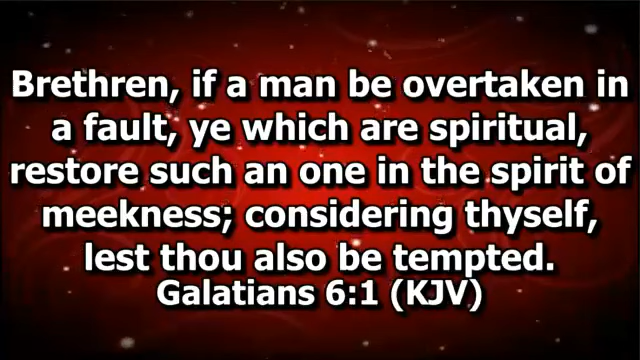 Brethren, if a man be overtaken in
a fault, ye which are spiritual,
restore such an one in the spirit of
meekness; considering thyself,
lest thou also be tempted.
Galatians 6:1 (KJV)